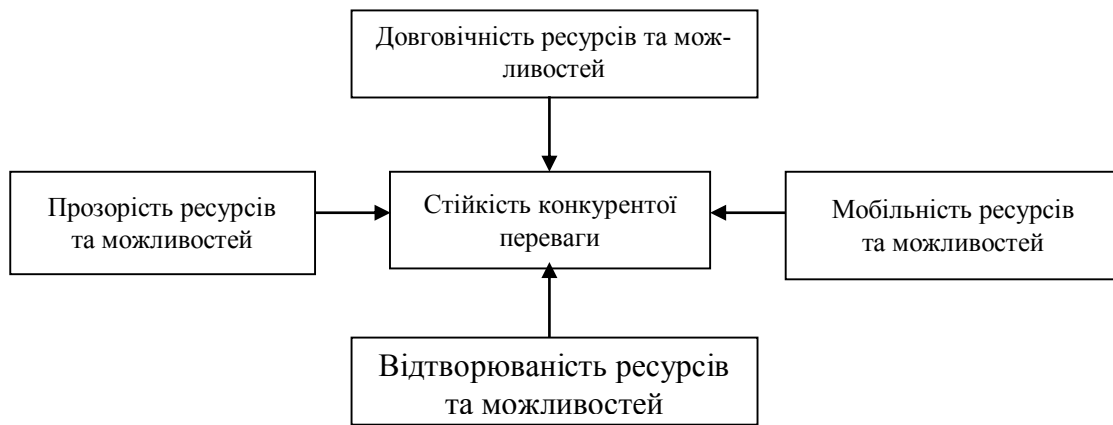 Довговічність ресурсів та мож-
ливостей
Прозорість ресурсів
та можливостей
Стійкість конкурентої
переваги
Мобільність ресурсів
та можливостей
Відтворюваність ресурсів
та можливостей